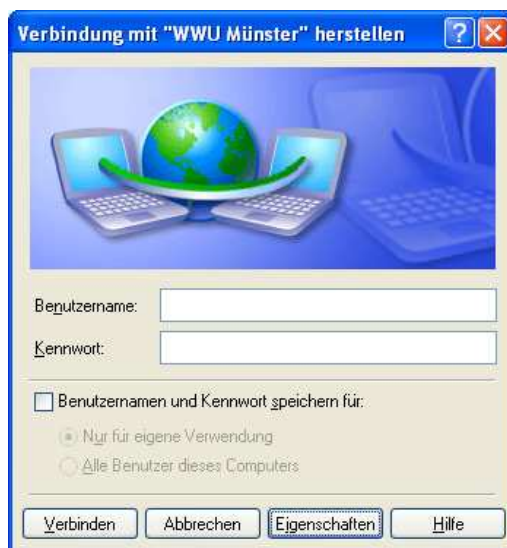 Verbindung mit "WWU Münster" herstellen
Benutzername:
Kennwort:
Benutzernamen und Kennwort speichern für:
Nur für eigene Verwendung
Alle Benutzer dieses Computers
Verbinden Abbrechen Eigenschaften Hilfe